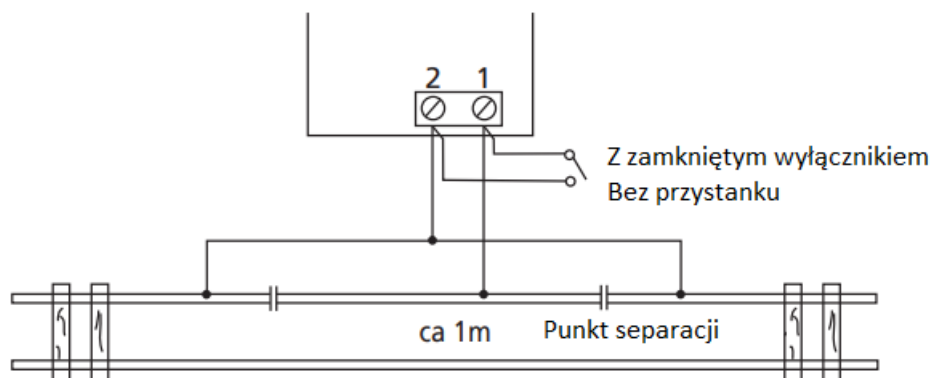 2 1
Z zamkniętym wyłącznikiem
Bez przystanku
ca 1m Punkt separacji